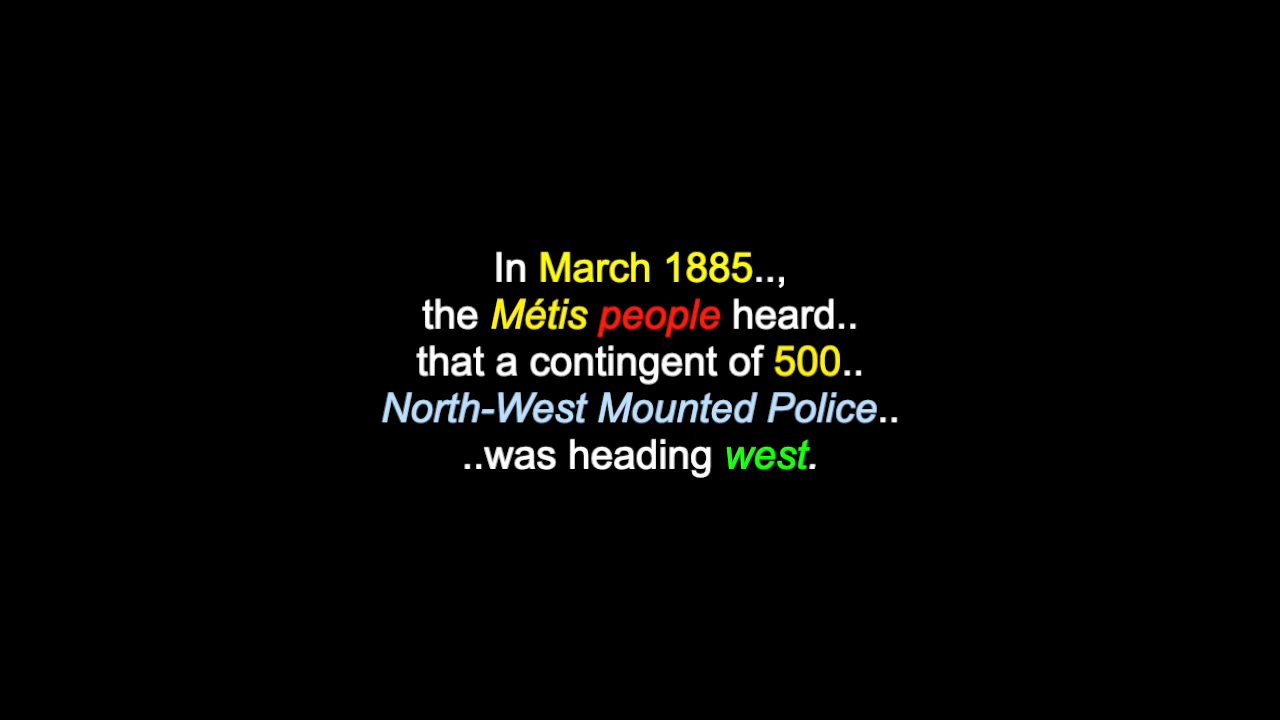 In March 1885..,
the Métis people heard..
that a contingent of 500..
North-West Mounted Police..
..was heading west.